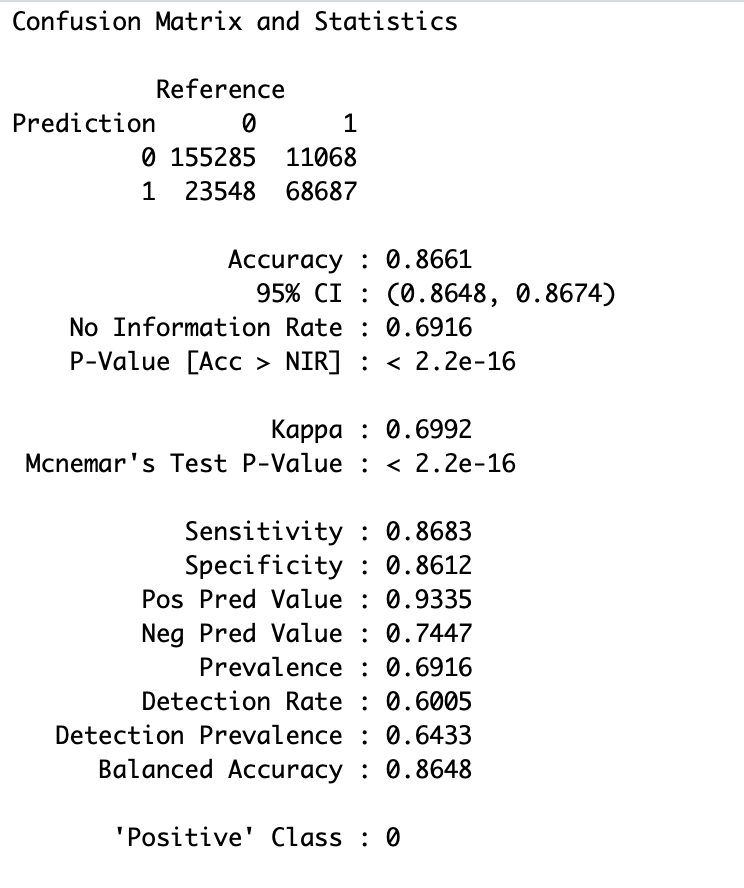 Confusion Matrix and Statistics
Reference
Prediction 0 1
0 155285 11068
1 23548 68687
Accuracy : 0.8661
95% CI : (0.8648, 0.8674)
No Information Rate : 0.6916
P-Value [Acc > NIR] : < 2.2e-16
Kappa : 0.6992
Mcnemar's Test P-Value : < 2.2e-16
Sensitivity : 0.8683
Specificity : 0.8612
Pos Pred Value : 0.9335
Neg Pred Value : 0.7447
Prevalence : 0.6916
Detection Rate : 0.6005
Detection Prevalence : 0.6433
Balanced Accuracy : 0.8648
'Positive' Class : 0